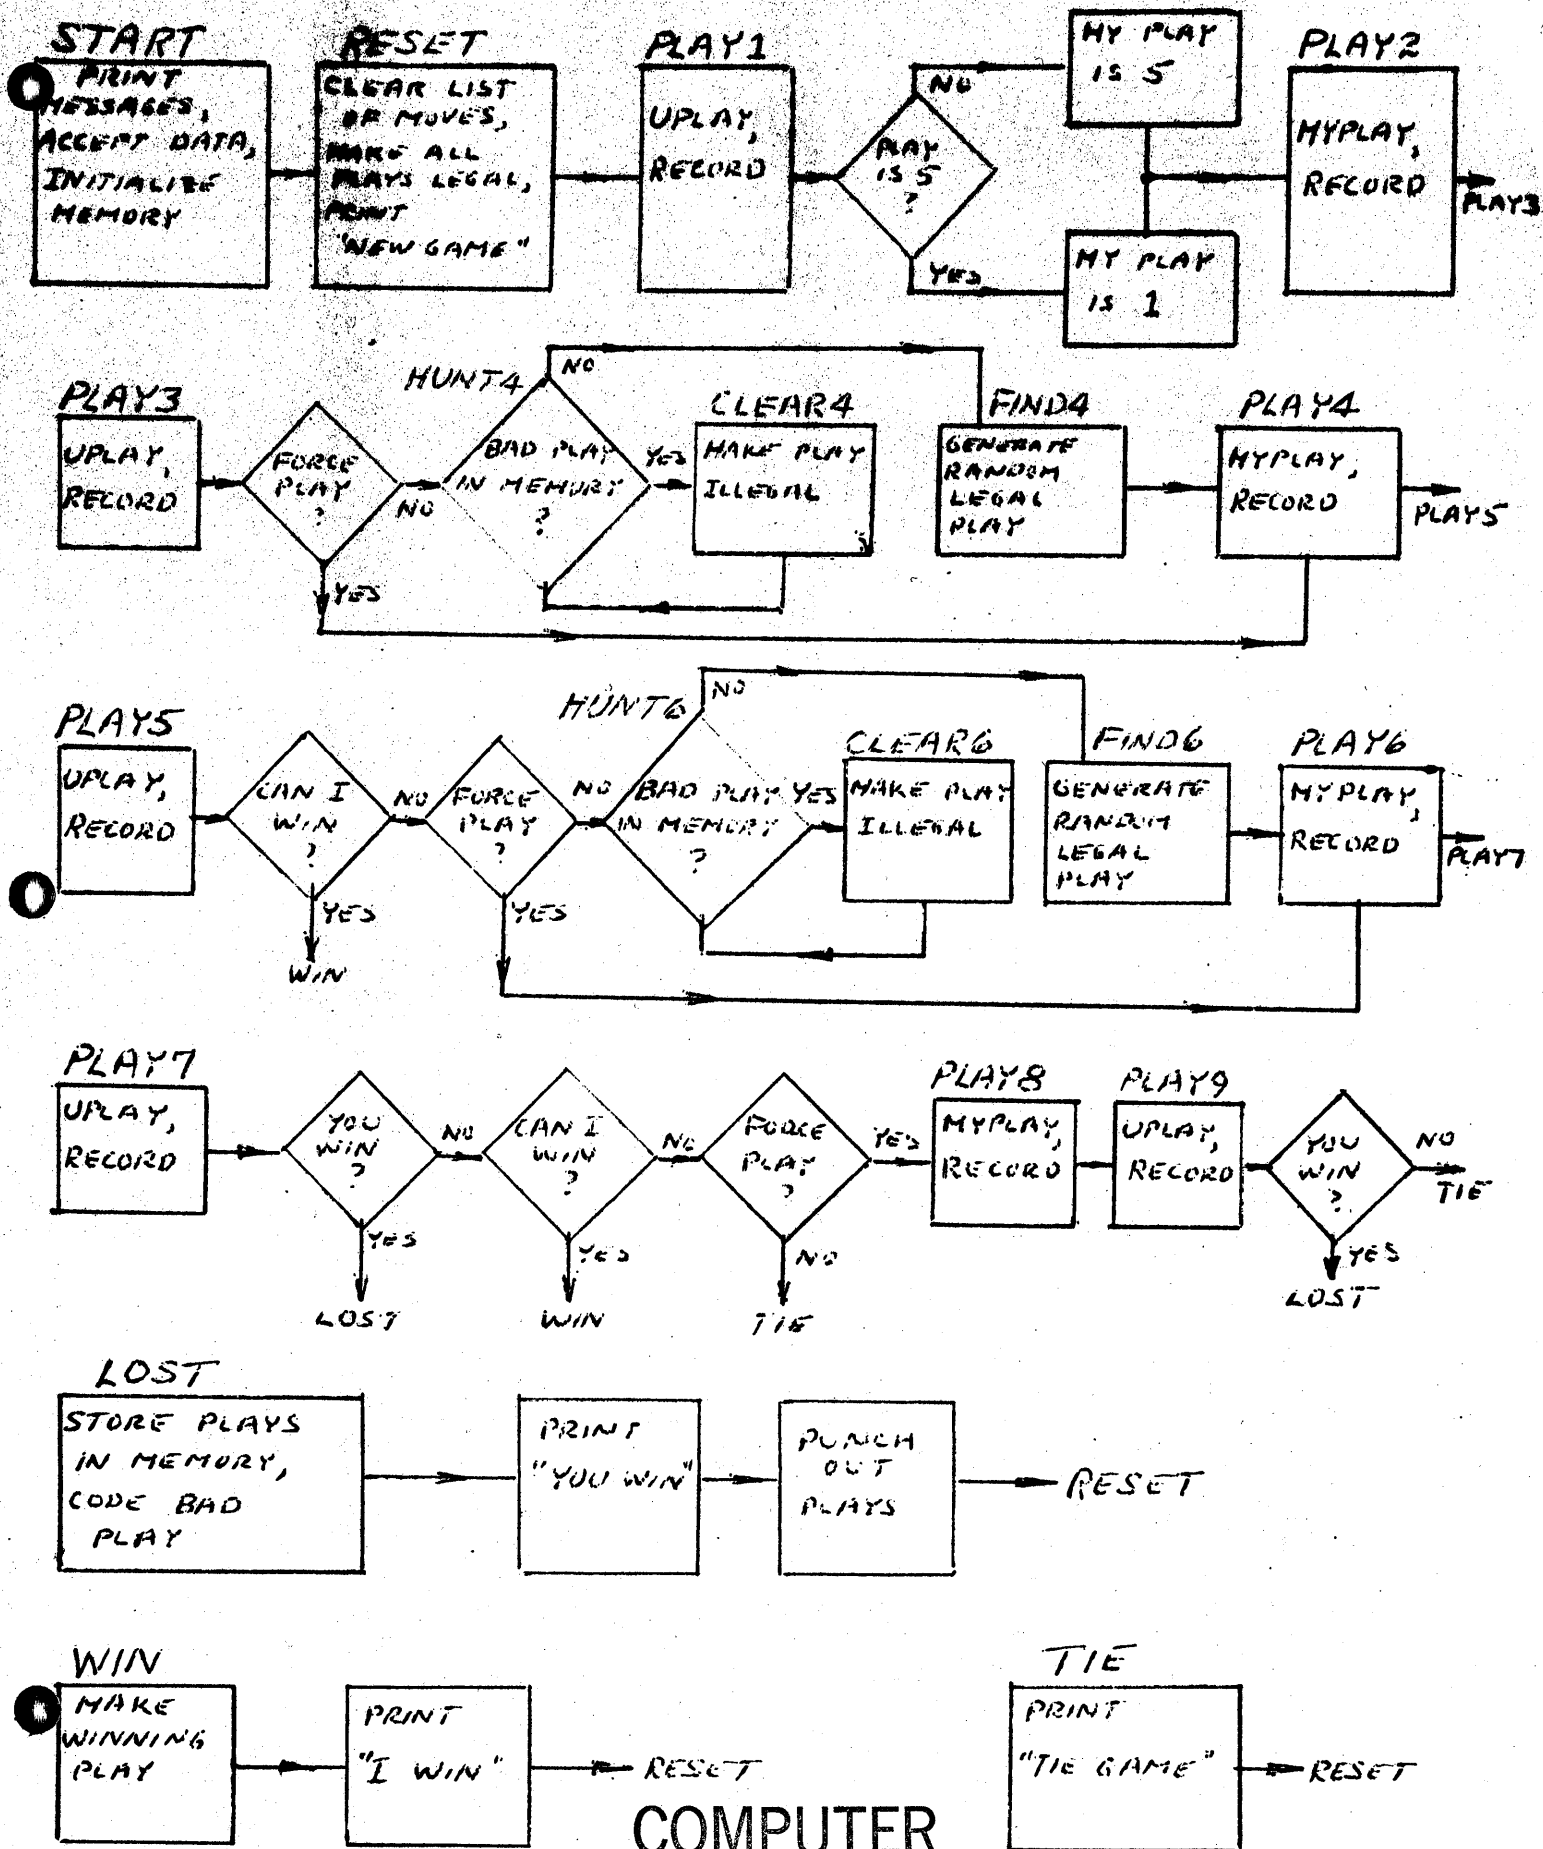 START
PRINT
MESSAGES,
ACCEPT DATA,
INITIALIZE
MEMORY
RESET
CLEAR LIST
OF MOVES,
MAKE ALL
PLAYS LEGAL,
PRINT
"NEW GAME"
PLAY1
UPLAY,
RECORD
PLAY
IS 5
?
NO
YES
MY PLAY
IS 5
MY PLAY
IS 1
PLAY2
MYPLAY,
RECORD
PLAY3
PLAY3
UPLAY,
RECORD
FORCE
PLAY
?
NO
YES
HUNT4
BAD PLAY
IN MEMORY
?
NO
YES
CLEAR4
MAKE PLAY
ILLEGAL
FIND4
GENERATE
RANDOM
LEGAL
PLAY
PLAY4
MYPLAY,
RECORD
PLAY5
PLAY5
UPLAY,
RECORD
CAN I
WIN
?
NO
YES
WIN
FORCE
PLAY
?
NO
YES
HUNT6
BAD PLAY
IN MEMORY
?
NO
YES
CLEAR6
MAKE PLAY
ILLEGAL
FIND6
GENERATE
RANDOM
LEGAL
PLAY
PLAY6
MYPLAY,
RECORD
PLAY7
PLAY7
UPLAY,
RECORD
YOU
WIN
?
NO
YES
LOST
CAN I
WIN
?
NO
YES
WIN
FORCE
PLAY
?
YES
NO
TIE
PLAY8
MYPLAY,
RECORD
PLAY9
UPLAY,
RECORD
YOU
WIN
?
NO
TIE
YES
LOST
LOST
STORE PLAYS
IN MEMORY,
CODE BAD
PLAY
PRINT
"YOU WIN"
PUNCH
OUT
PLAYS
RESET
WIN
MAKE
WINNING
PLAY
PRINT
"I WIN"
RESET
TIE
PRINT
"TIE GAME"
RESET
COMPUTER